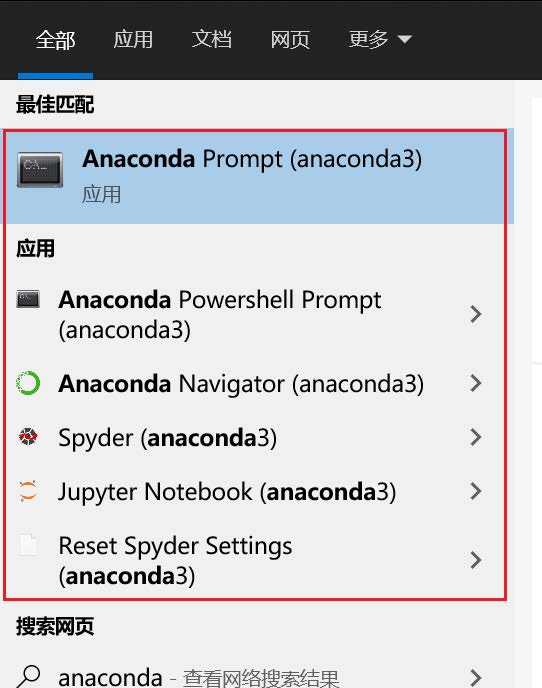 全部 应用 文档 网页 更多
最佳匹配
Anaconda Prompt (anaconda3)
应用
应用
Anaconda Powershell Prompt
(anaconda3)
Anaconda Navigator (anaconda3)
Spyder (anaconda3)
Jupyter Notebook (anaconda3)
Reset Spyder Settings
(anaconda3)
搜索网页
anaconda - 查看网络搜索结果